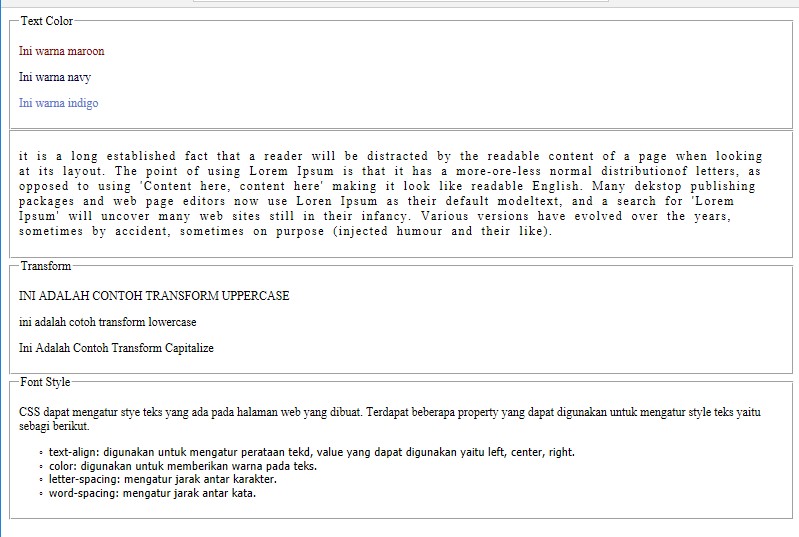 Text Color
Ini warna maroon
Ini warna navy
Ini warna indigo
it is a long established fact that a reader will be distracted by the readable content of a page when looking
at its layout. The point of using Lorem Ipsum is that it has a more-ore-less normal distributionof letters, as
opposed to using 'Content here, content here' making it look like readable English. Many dekstop publishing
packages and web page editors now use Loren Ipsum as their default modeltext, and a search for 'Lorem
Ipsum' will uncover many web sites still in their infancy. Various versions have evolved over the years,
sometimes by accident, sometimes on purpose (injected humour and their like).
Transform
INI ADALAH CONTOH TRANSFORM UPPERCASE
ini adalah cotoh transform lowercase
Ini Adalah Contoh Transform Capitalize
Font Style
CSS dapat mengatur stye teks yang ada pada halaman web yang dibuat. Terdapat beberapa property yang dapat digunakan untuk mengatur style teks yaitu
sebagi berikut.
text-align: digunakan untuk mengatur perataan tekd, value yang dapat digunakan yaitu left, center, right.
color: digunakan untuk memberikan warna pada teks.
letter-spacing: mengatur jarak antar karakter.
word-spacing: mengatur jarak antar kata.